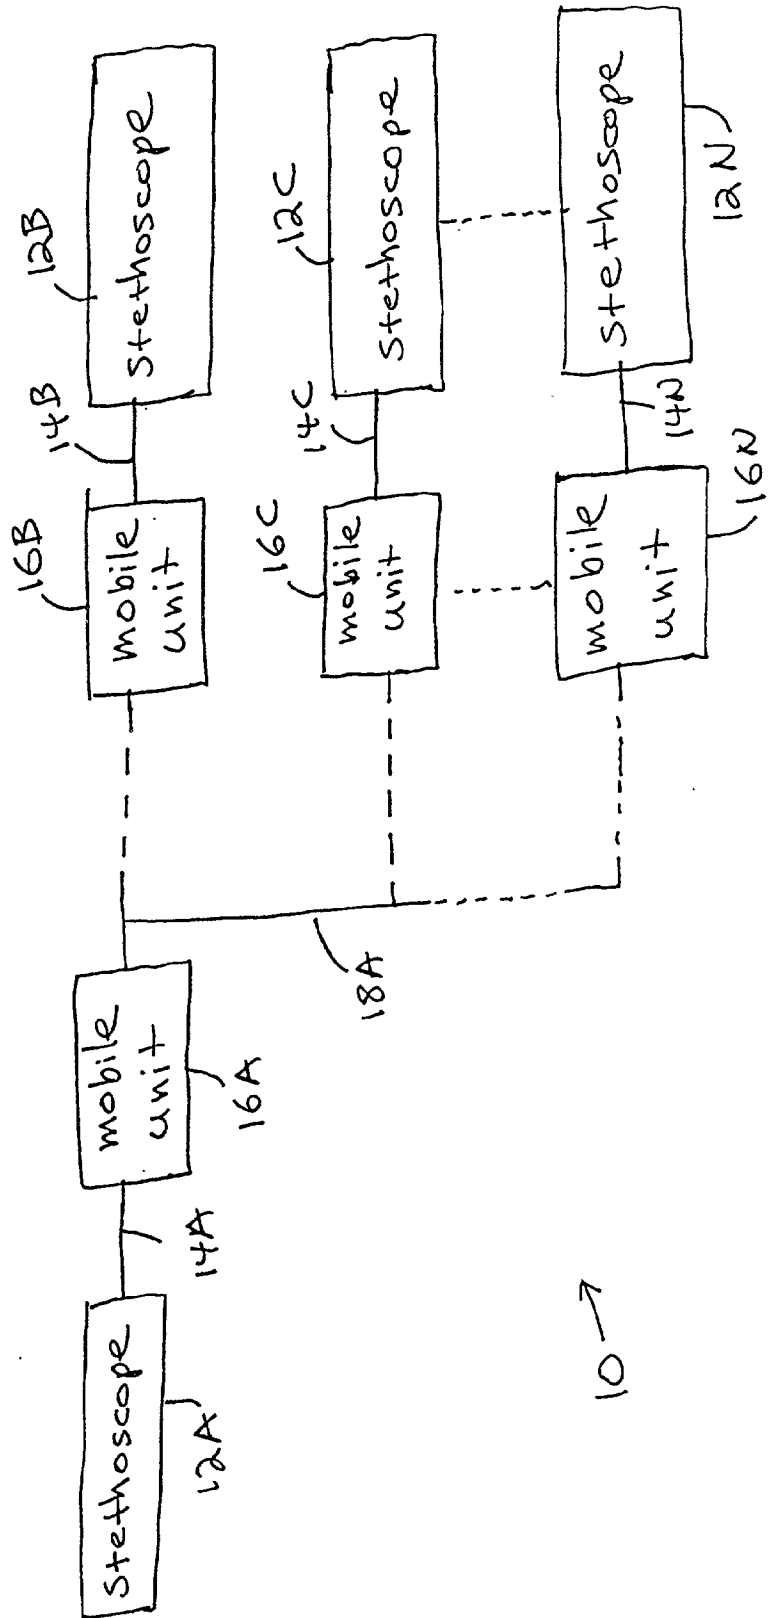 12B
Stethoscope
14B
16B
mobile
unit
12C
Stethoscope
14C
16C
mobile
unit
Stethoscope
12N
14N
mobile
unit
16N
18A
mobile
unit
16A
14A
Stethoscope
12A
10